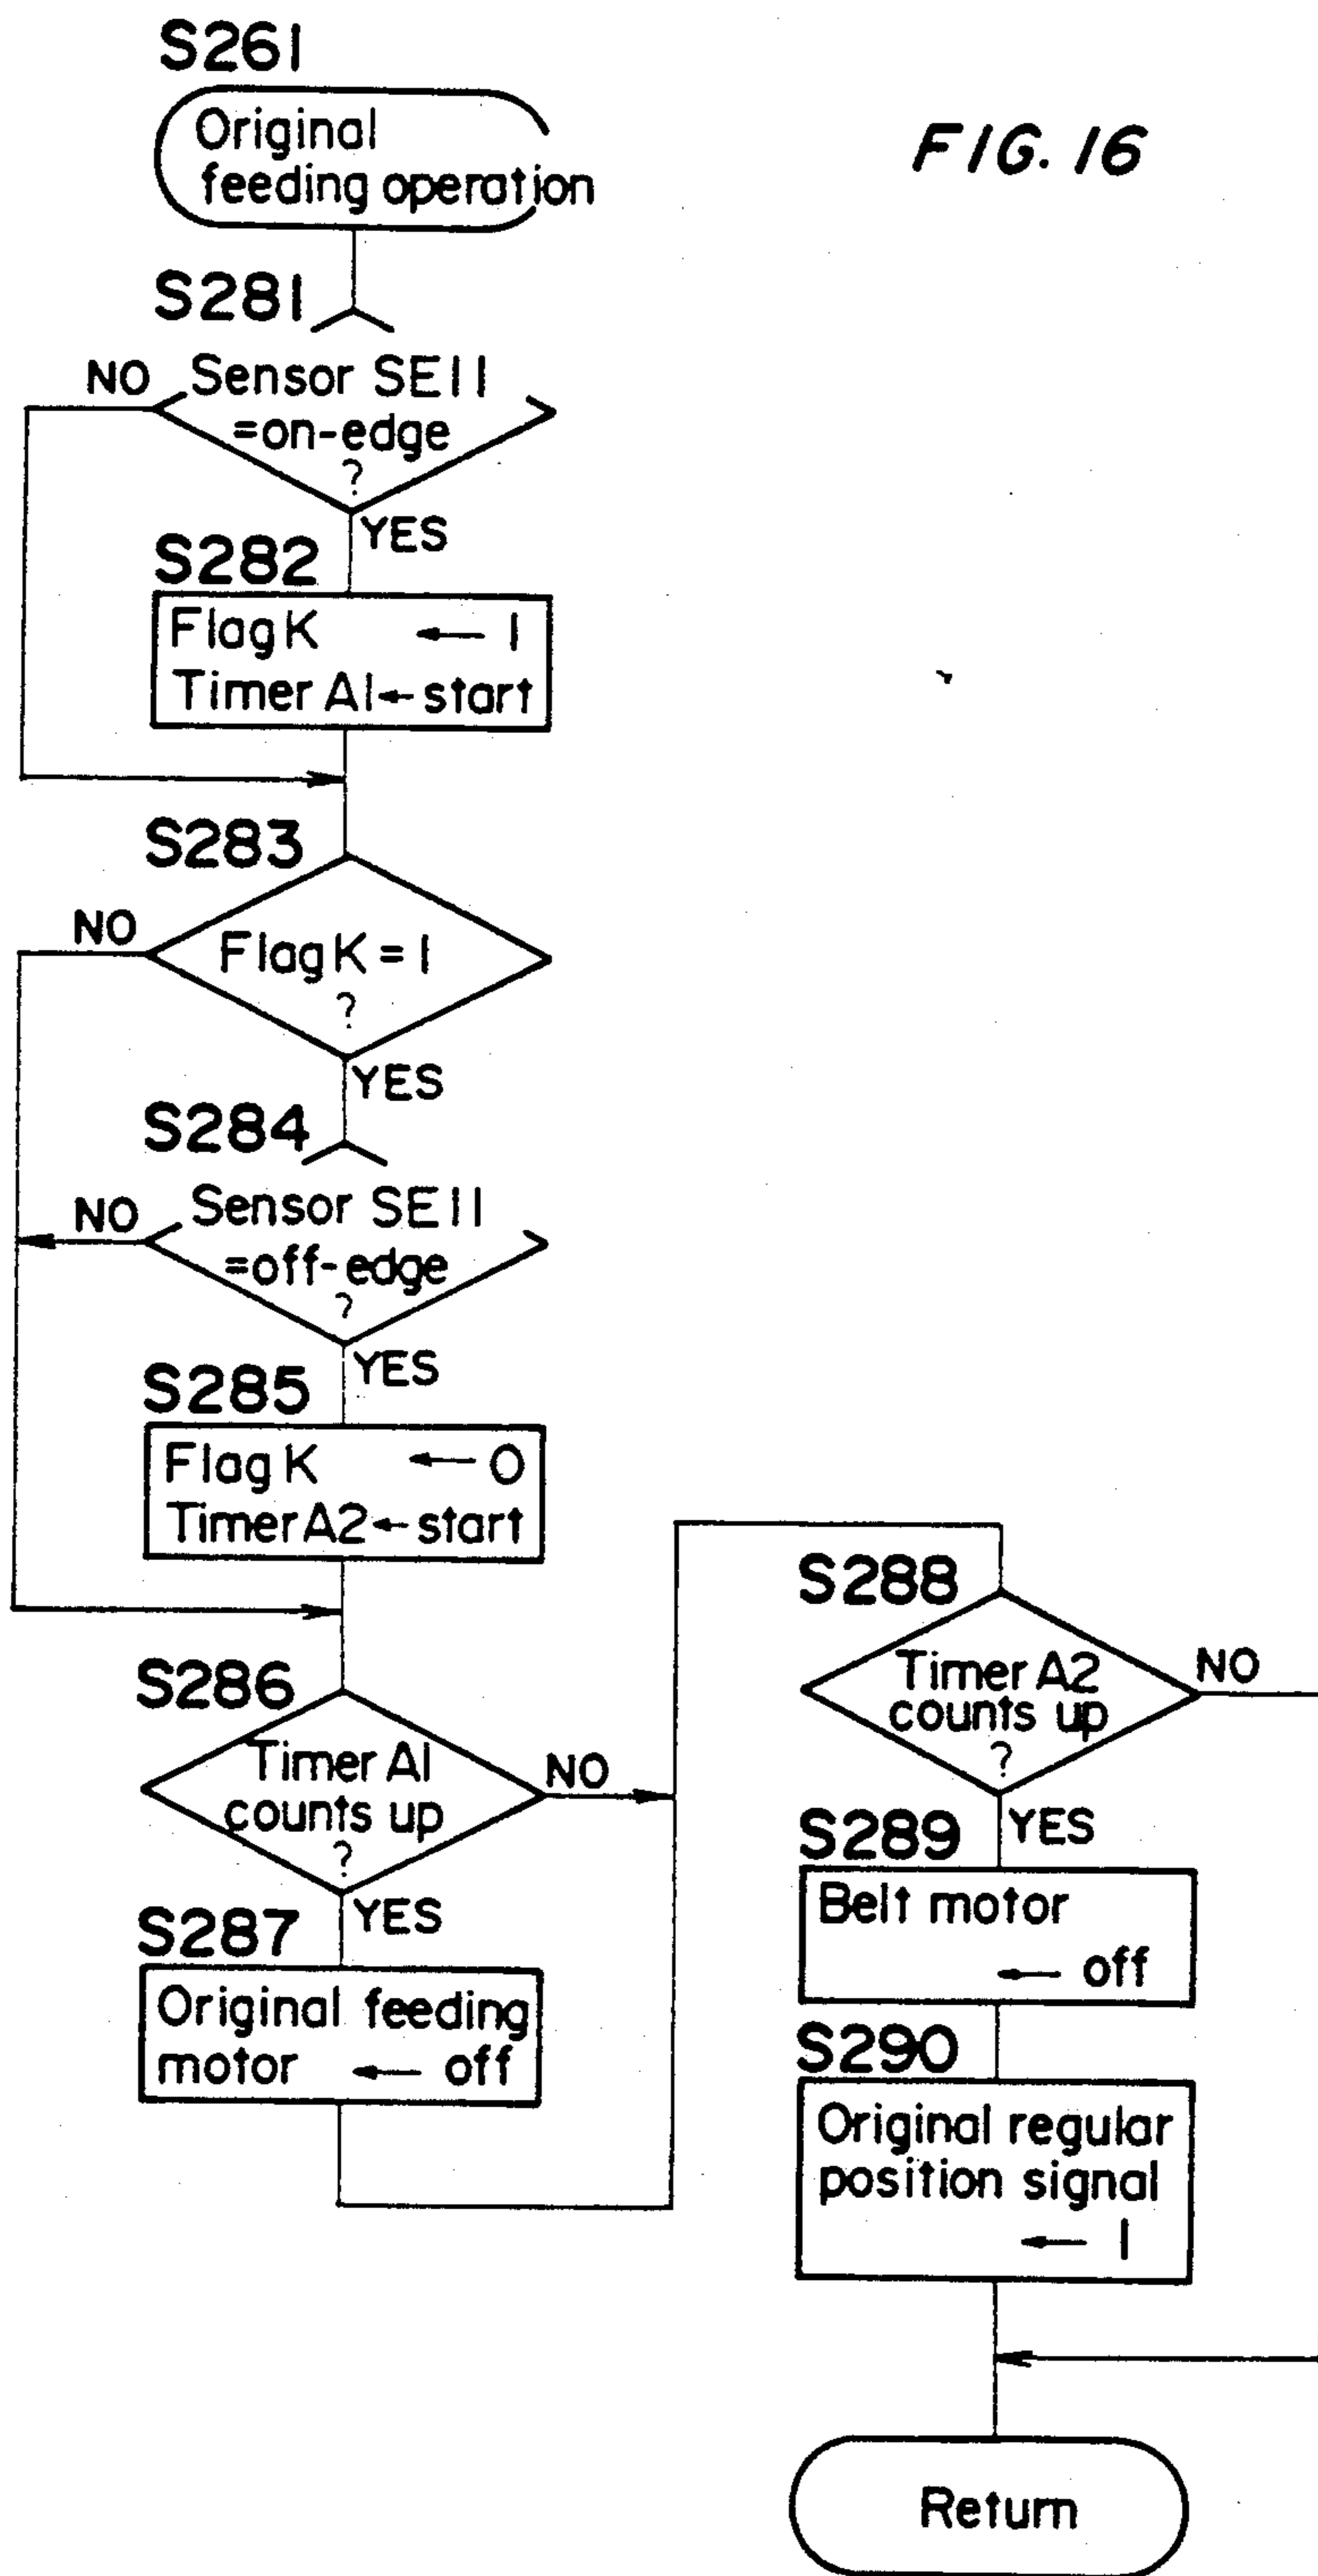 S261
Original
feeding operation
FIG. 16
S281
NO
Sensor SE11
=on-edge
?
YES
S282
Flag K ← 1
Timer A1 ← start
S283
NO
Flag K = 1
?
YES
S284
NO
Sensor SE11
=off-edge
?
YES
S285
Flag K ← 0
Timer A2 ← start
S286
Timer A1
counts up
?
NO
YES
S287
Original feeding
motor ← off
S288
Timer A2
counts up
?
NO
YES
S289
Belt motor
← off
S290
Original regular
position signal
← 1
Return